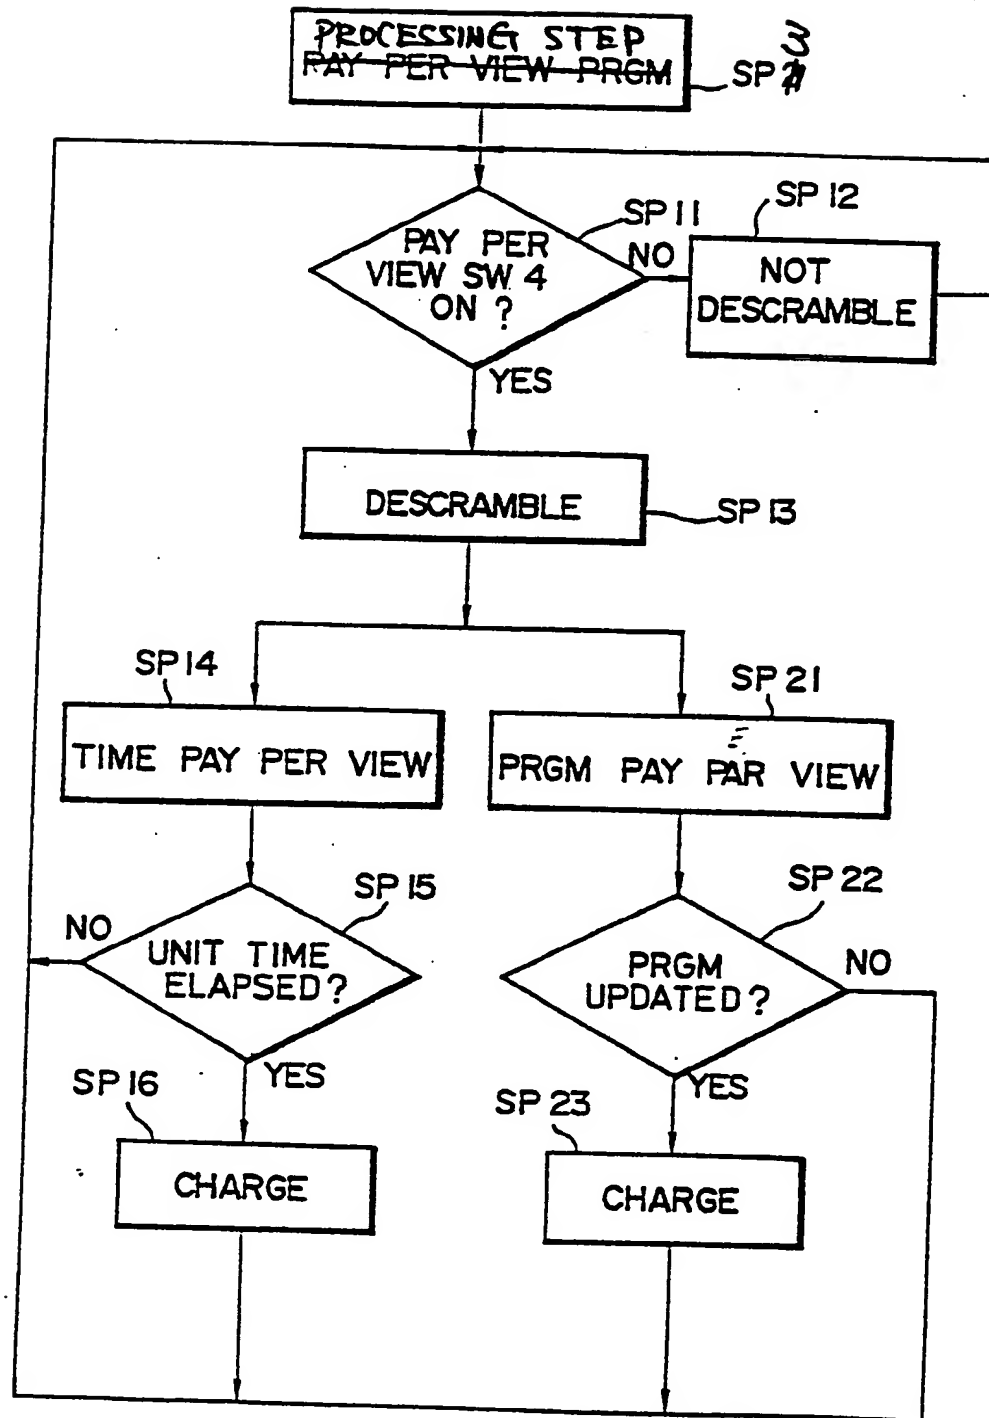 PROCESSING STEP
PAY PER VIEW PRGM
SP 3
SP 11
SP 12
PAY PER
VIEW SW 4
ON ?
NO
NOT
DESCRAMBLE
YES
DESCRAMBLE
SP 13
SP 14
SP 21
TIME PAY PER VIEW
E
PRGM PAY PAR VIEW
SP 15
SP 22
NO
UNIT TIME
ELAPSED ?
PRGM
UPDATED ?
NO
YES
YES
SP 16
SP 23
CHARGE
CHARGE